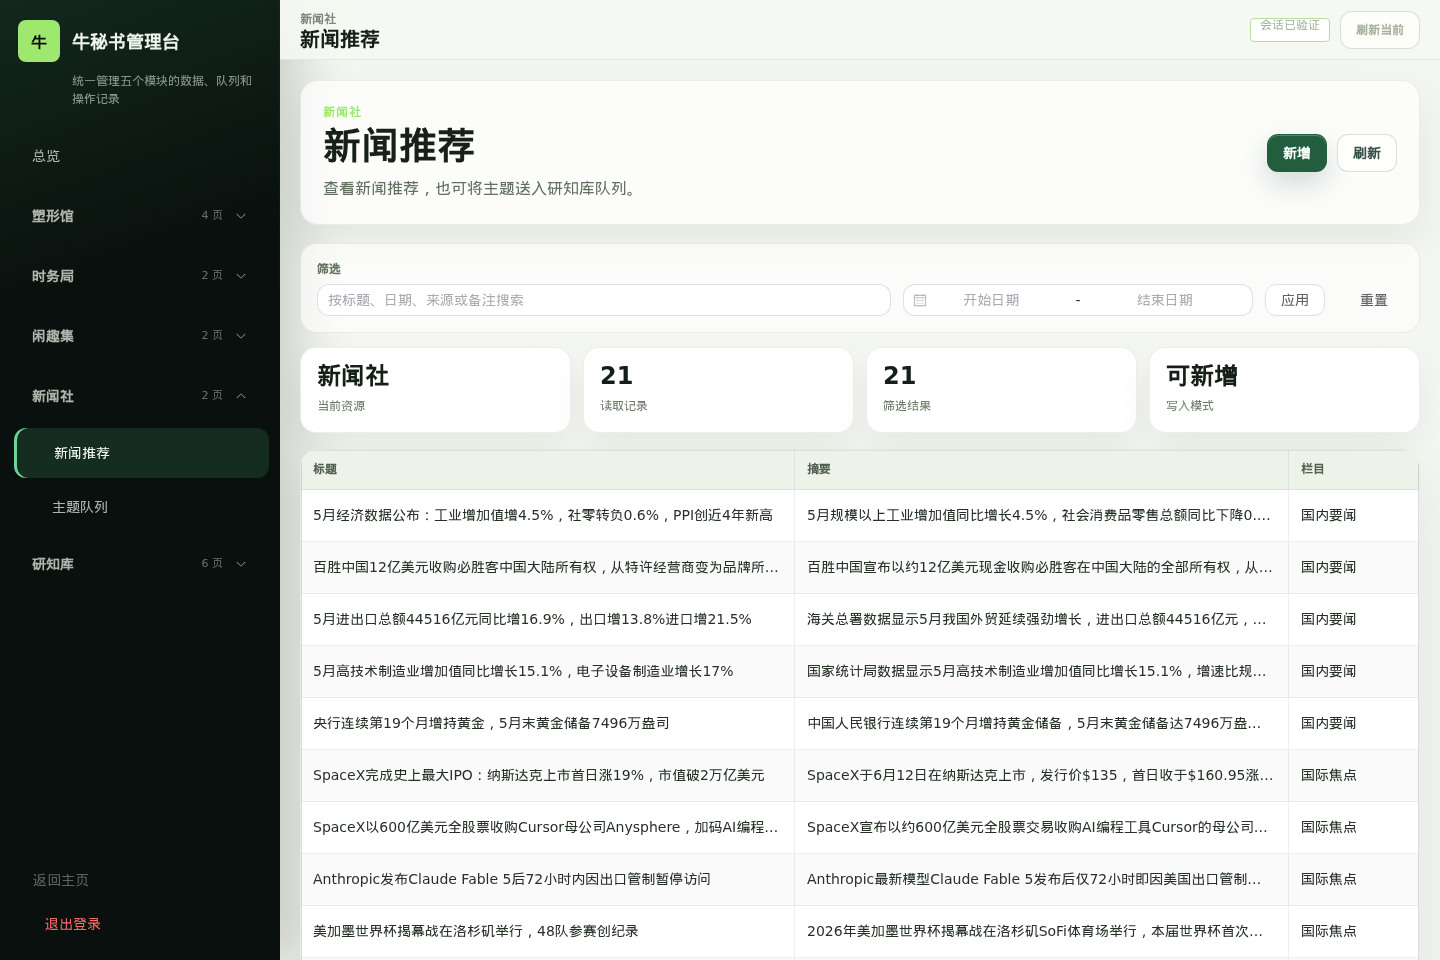 牛
牛秘书管理台
统一管理五个模块的数据、队列和
操作记录
总览
塑形馆 4 页
时务局 2 页
闲趣集 2 页
新闻社 2 页
新闻推荐
主题队列
研知库 6 页
返回主页
退出登录
新闻社
新闻推荐
会话已验证
刷新当前
新闻社
新闻推荐
查看新闻推荐，也可将主题送入研知库队列。
新增
刷新
筛选
按标题、日期、来源或备注搜索
开始日期 - 结束日期
应用
重置
新闻社
当前资源
21
读取记录
21
筛选结果
可新增
写入模式
标题 摘要 栏目
5月经济数据公布：工业增加值增4.5%，社零转负0.6%，PPI创近4年新高 5月规模以上工业增加值同比增长4.5%，社会消费品零售总额同比下降0.... 国内要闻
百胜中国12亿美元收购必胜客中国大陆所有权，从特许经营商变为品牌所... 百胜中国宣布以约12亿美元现金收购必胜客在中国大陆的全部所有权，从... 国内要闻
5月进出口总额44516亿元同比增16.9%，出口增13.8%进口增21.5% 海关总署数据显示5月我国外贸延续强劲增长，进出口总额44516亿元，... 国内要闻
5月高技术制造业增加值同比增长15.1%，电子设备制造业增长17% 国家统计局数据显示5月高技术制造业增加值同比增长15.1%，增速比规... 国内要闻
央行连续第19个月增持黄金，5月末黄金储备7496万盎司 中国人民银行连续第19个月增持黄金储备，5月末黄金储备达7496万盎... 国内要闻
SpaceX完成史上最大IPO：纳斯达克上市首日涨19%，市值破2万亿美元 SpaceX于6月12日在纳斯达克上市，发行价$135，首日收于$160.95涨... 国际焦点
SpaceX以600亿美元全股票收购Cursor母公司Anysphere，加码AI编程... SpaceX宣布以约600亿美元全股票交易收购AI编程工具Cursor的母公司... 国际焦点
Anthropic发布Claude Fable 5后72小时内因出口管制暂停访问 Anthropic最新模型Claude Fable 5发布后仅72小时即因美国出口管制... 国际焦点
美加墨世界杯揭幕战在洛杉矶举行，48队参赛创纪录 2026年美加墨世界杯揭幕战在洛杉矶SoFi体育场举行，本届世界杯首次... 国际焦点